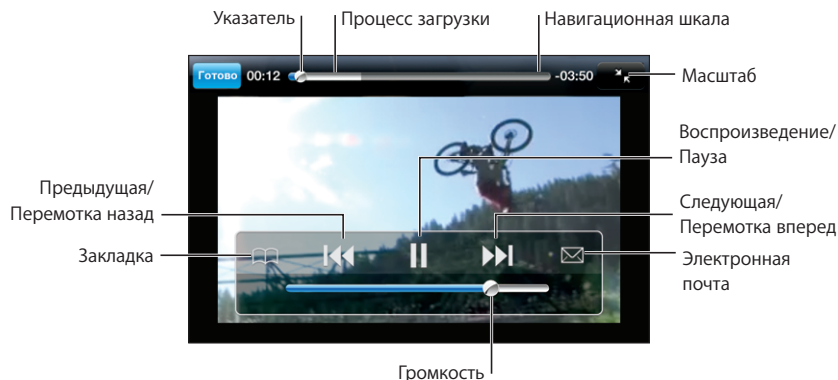 Указатель
Процесс загрузки
Навигационная шкала
Готово
00:12
-03:50
Масштаб
Воспроизведение/
Пауза
Предыдущая/
Перемотка назад
Следующая/
Перемотка вперед
Закладка
Электронная
почта
Громкость